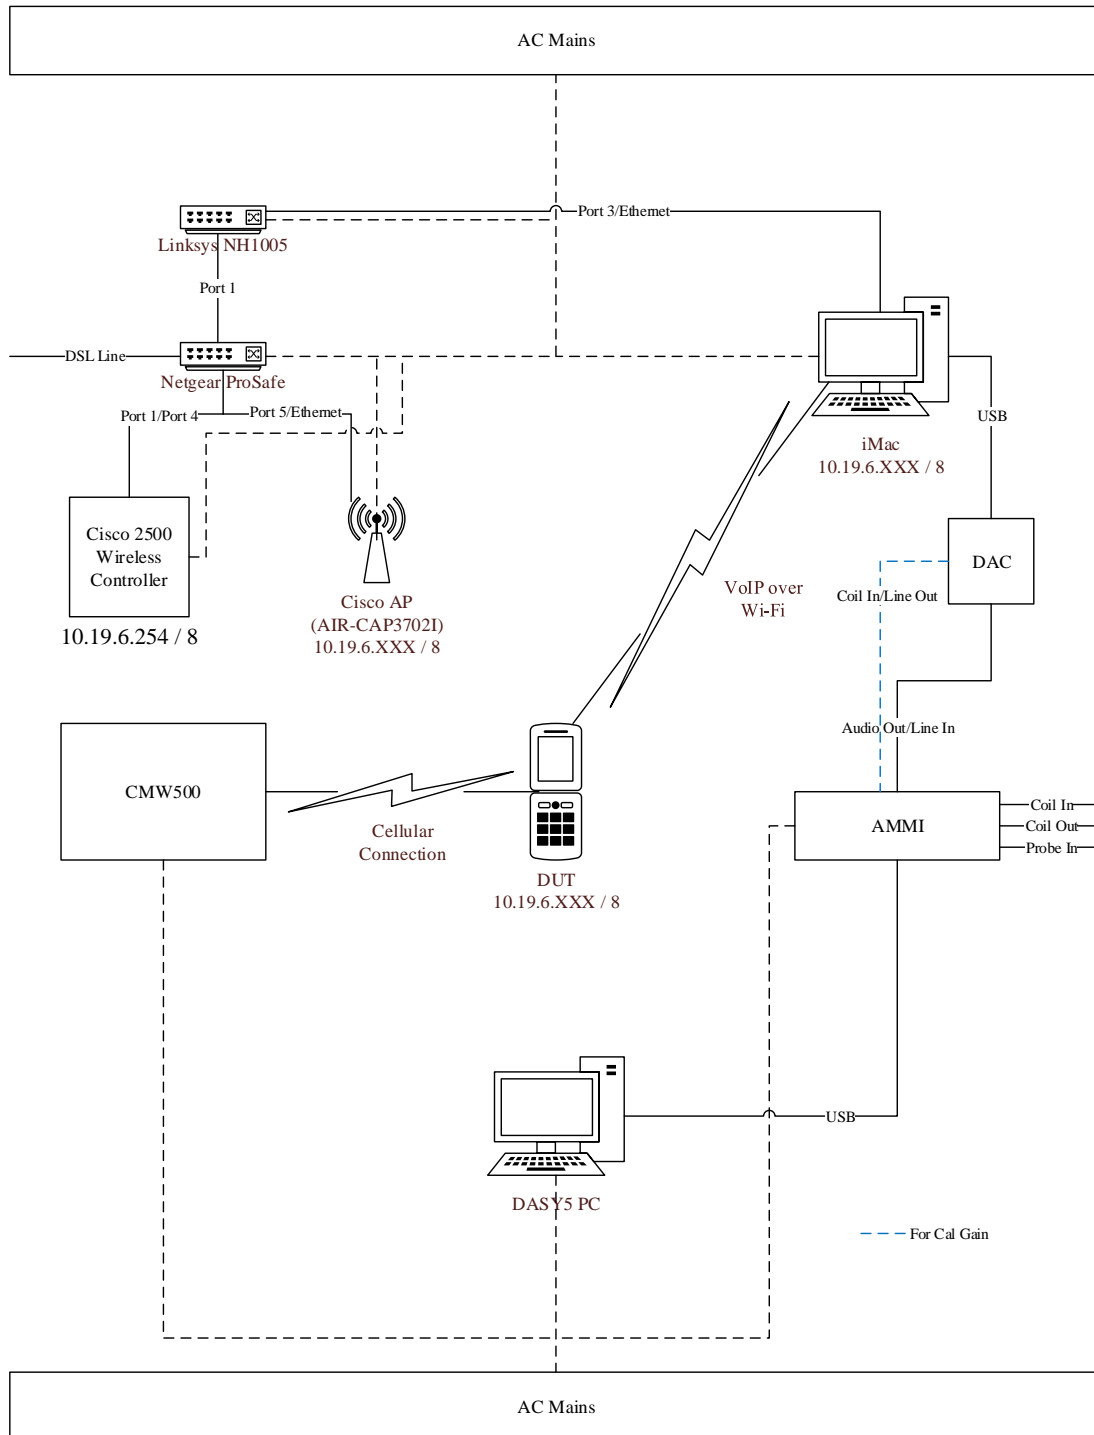 AC Mains
Port 3/Ethernet
Linksys NH1005
Port 1
DSL Line
Netgear ProSafe
Port 1/Port 4
Port 5/Ethernet
USB
iMac
10.19.6.XXX / 8
Cisco 2500
Wireless
Controller
10.19.6.254 / 8
Cisco AP
(AIR-CAP3702I)
10.19.6.XXX / 8
VoIP over
Wi-Fi
DAC
Coil In/Line Out
Audio Out/Line In
CMW500
Cellular
Connection
DUT
10.19.6.XXX / 8
AMMI
Coil In
Coil Out
Probe In
USB
DASY5 PC
For Cal Gain
AC Mains